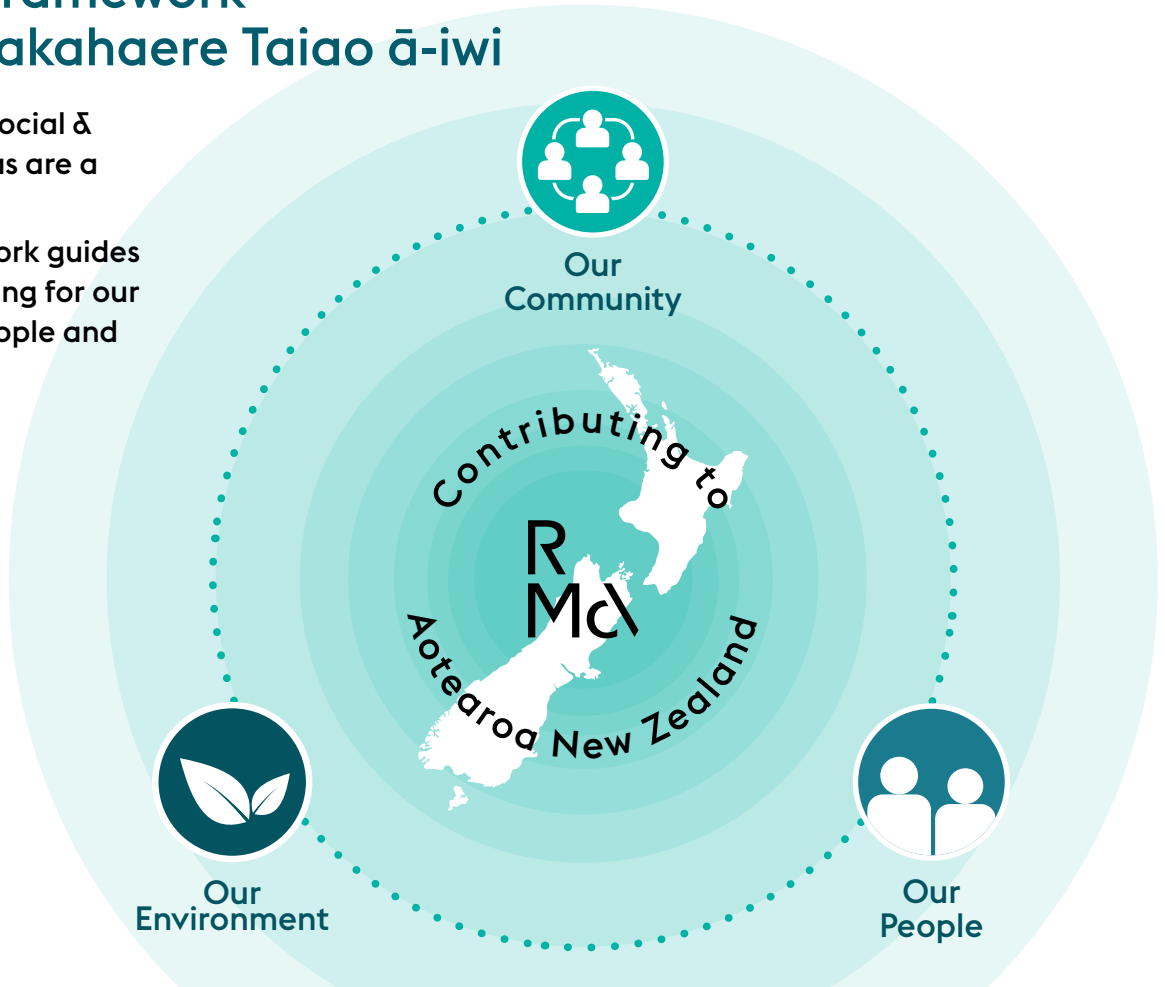 akahaere Taiao ā-iwi
ocial &
as are a
ork guides
ng for our
ople and
Our
Community
Contributing to
R
Mc\
Aotearoa New Zealand
Our
Environment
Our
People